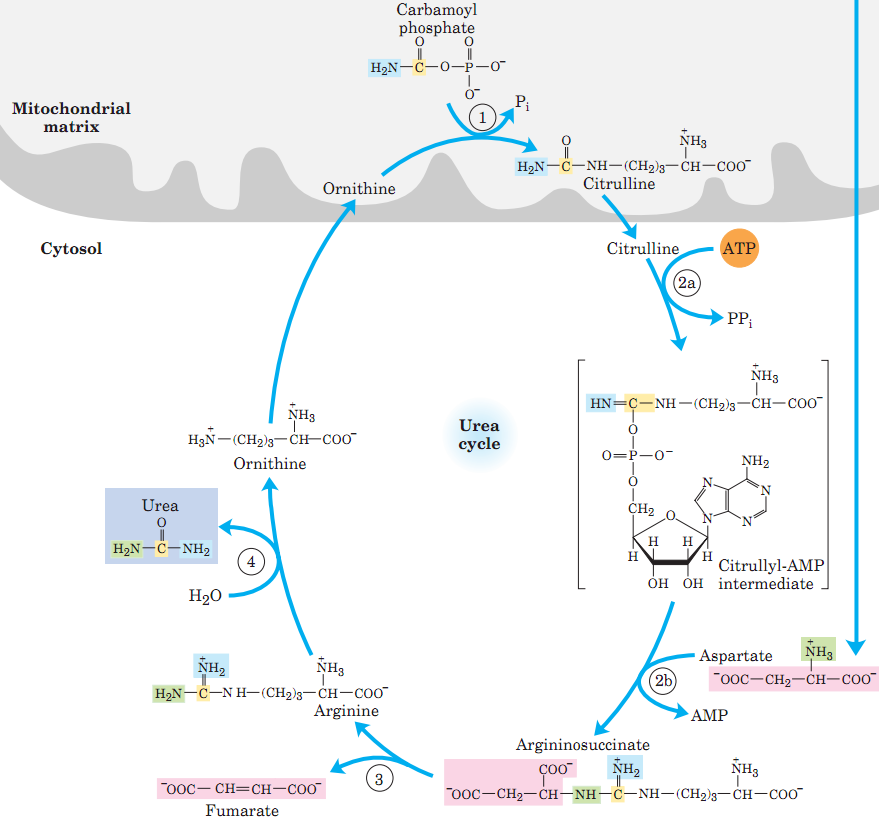 Carbamoyl
phosphate
O O
H₂N—C—O—P—O⁻
O⁻
Mitochondrial
matrix
1
Pᵢ
O
H₂N—C—NH—(CH₂)₃—CH—COO⁻
⁺NH₃
Citrulline
Ornithine
Cytosol
Citrulline
ATP
2a
PPᵢ
⁺NH₃
HN=C—NH—(CH₂)₃—CH—COO⁻
O
O=P—O⁻
O
CH₂
O
NH₂
N
N
N
N
H
H
H
H
OH OH
Citrullyl-AMP
intermediate
Urea
cycle
⁺NH₃
H₃N⁺—(CH₂)₃—CH—COO⁻
Ornithine
Urea
O
H₂N—C—NH₂
4
H₂O
⁺NH₂ ⁺NH₃
H₂N—C—NH—(CH₂)₃—CH—COO⁻
Arginine
Aspartate
⁺NH₃
⁻OOC—CH₂—CH—COO⁻
2b
AMP
Argininosuccinate
COO⁻ ⁺NH₂ ⁺NH₃
⁻OOC—CH₂—CH—NH—C—NH—(CH₂)₃—CH—COO⁻
3
⁻OOC—CH=CH—COO⁻
Fumarate